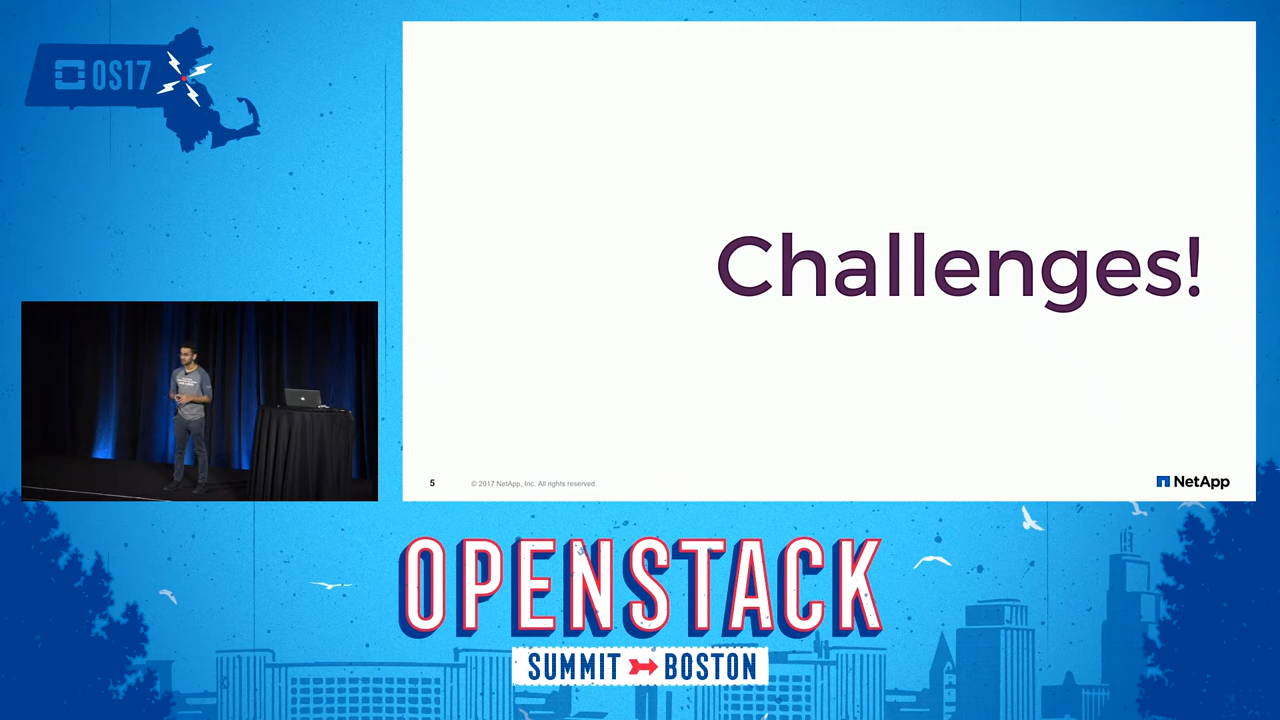 OS17
Challenges!
5
© 2017 NetApp, Inc. All rights reserved.
NetApp
OPENSTACK
SUMMIT BOSTON